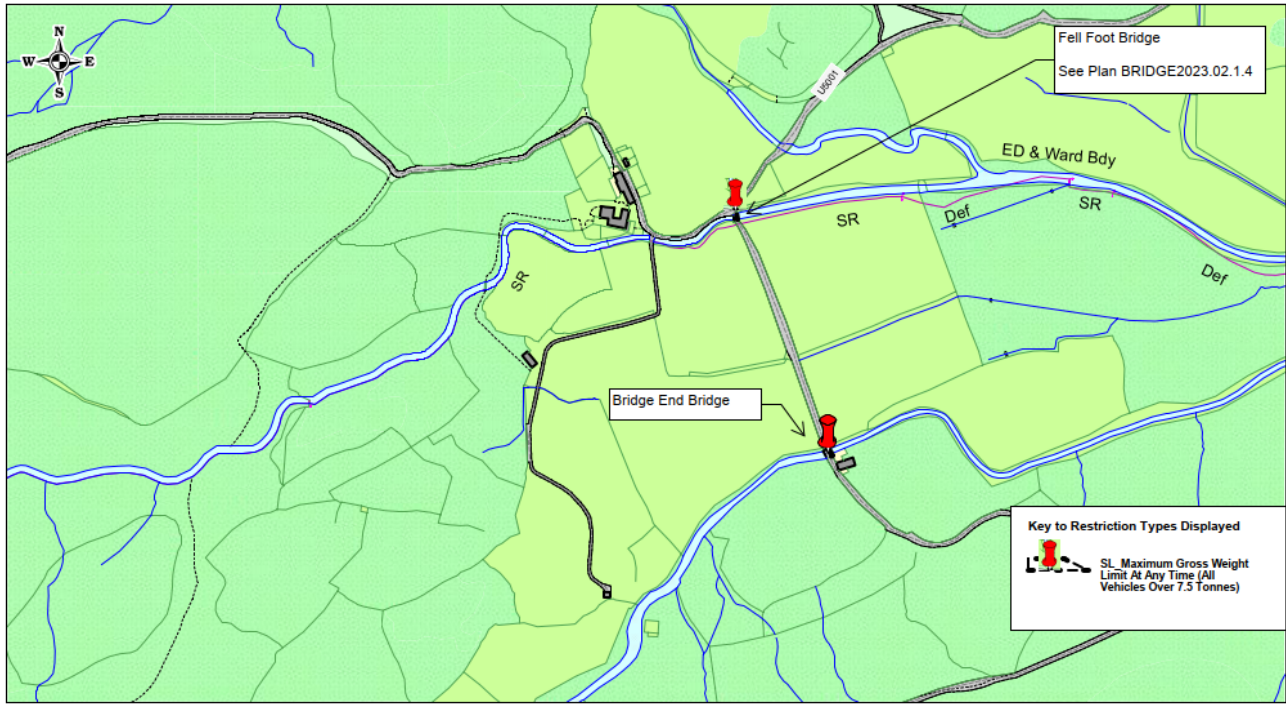 N
W E
S
Fell Foot Bridge
See Plan BRIDGE2023.02.1.4
U5001
ED & Ward Bdy
SR
Def
SR
Def
SR
Bridge End Bridge
Key to Restriction Types Displayed
SL_Maximum Gross Weight
Limit At Any Time (All
Vehicles Over 7.5 Tonnes)